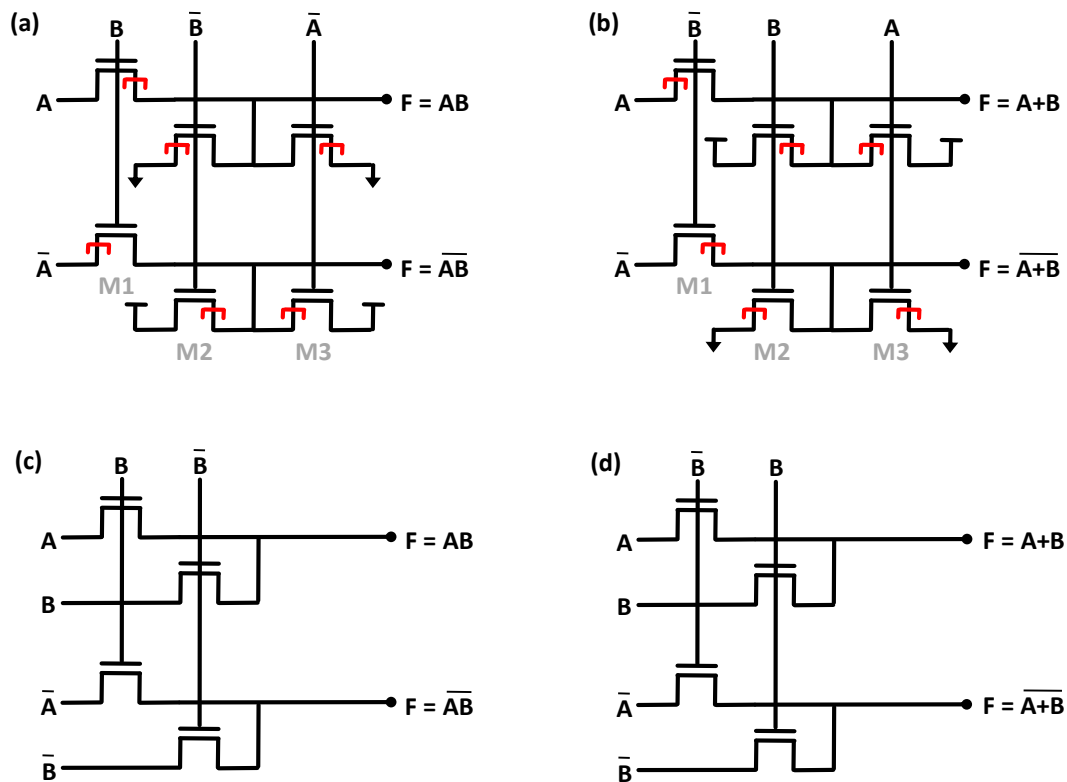 (a) B B̅ A̅
A F = AB
A̅ F = A̅B̅
M1
M2 M3
(b) B̅ B A
A F = A+B
A̅ F = A̅+̅B̅
M1
M2 M3
(c) B B̅
A F = AB
B
A̅ F = A̅B̅
B̅
(d) B̅ B
A F = A+B
B
A̅ F = A̅+̅B̅
B̅